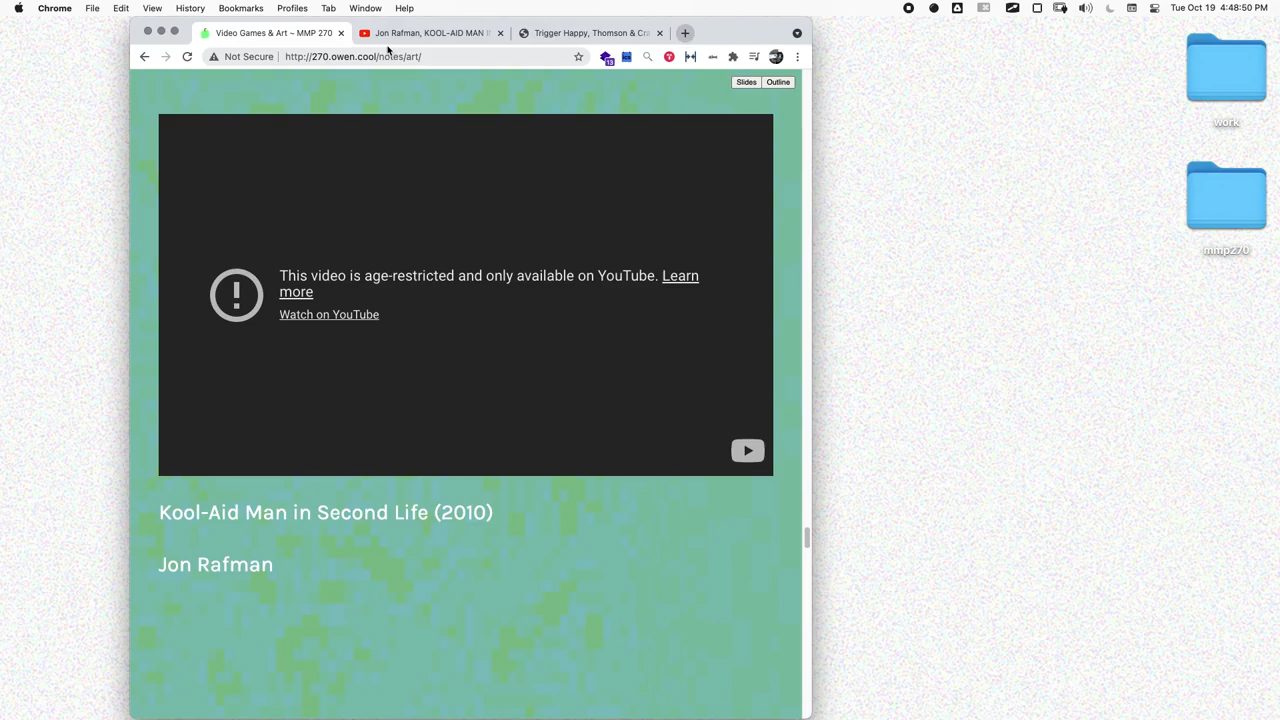 Chrome File Edit View History Bookmarks Profiles Tab Window Help Tue Oct 19 4:48:50 PM
Video Games & Art ~ MMP 270 Jon Rafman, KOOL-AID MAN I Trigger Happy, Thomson & Cra
Not Secure http://270.owen.cool/notes/art/
Slides Outline
This video is age-restricted and only available on YouTube. Learn
more
Watch on YouTube
Kool-Aid Man in Second Life (2010)
Jon Rafman
work
mmp270